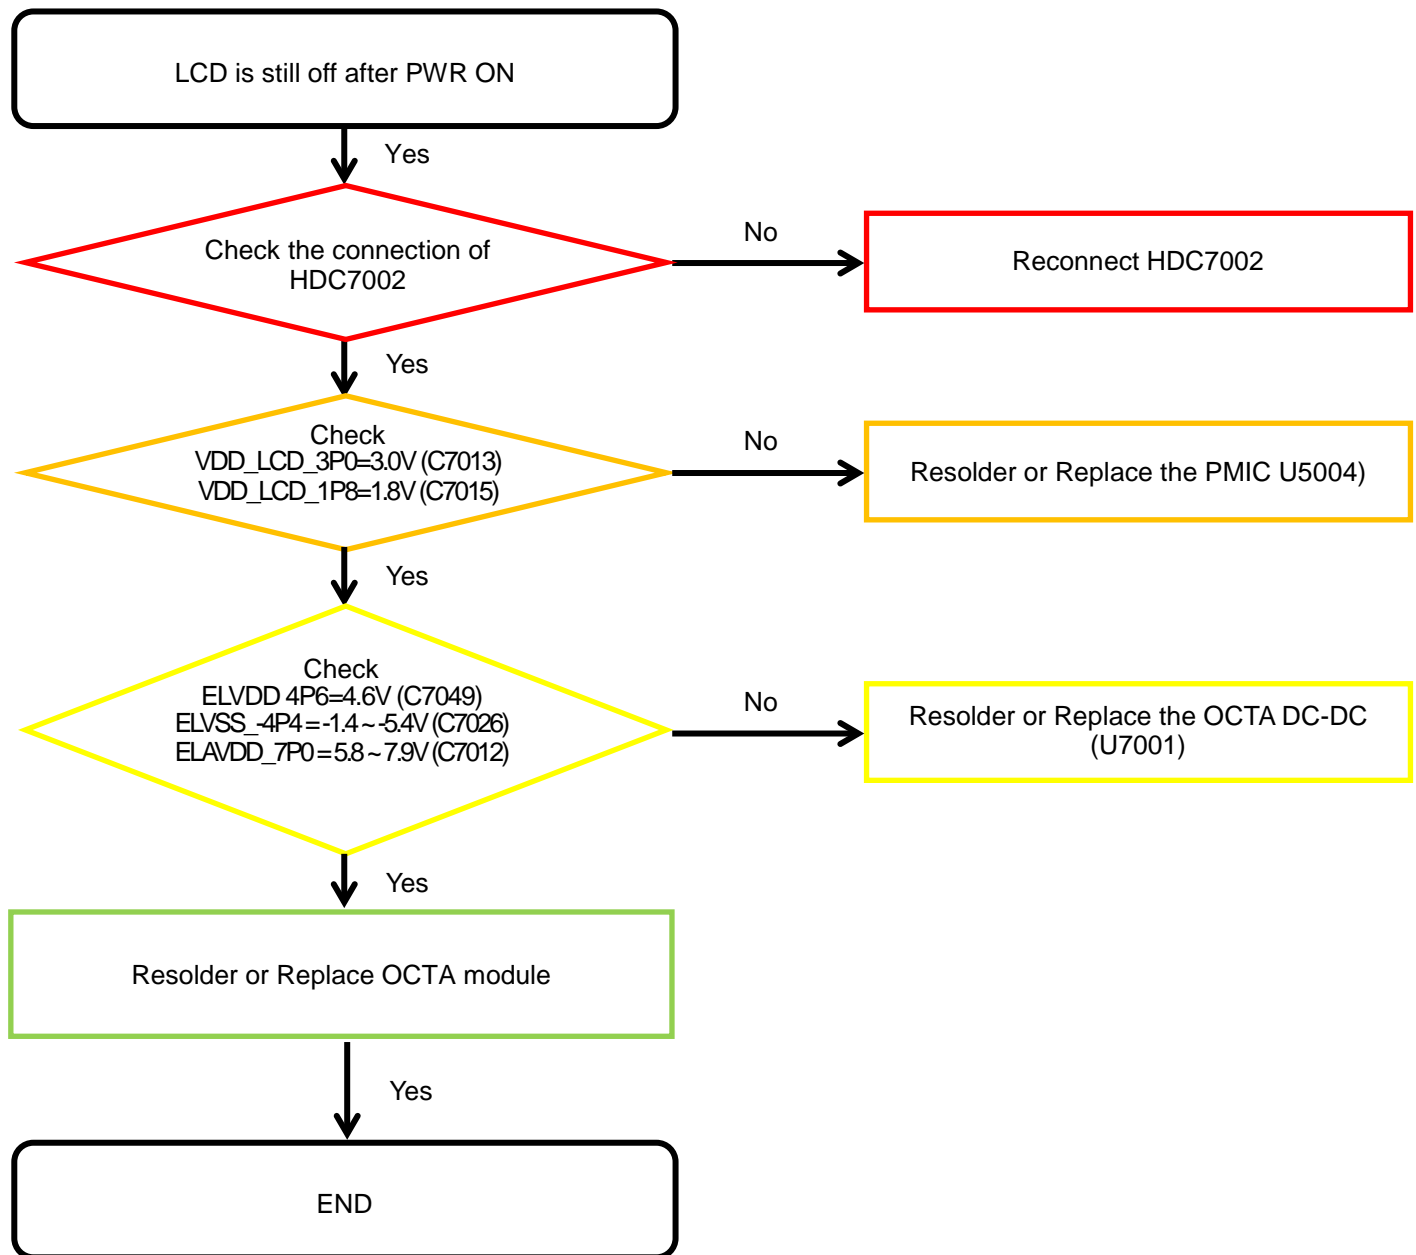 LCD is still off after PWR ON
Yes
Check the connection of
HDC7002
No
Reconnect HDC7002
Yes
Check
VDD_LCD_3P0=3.0V (C7013)
VDD_LCD_1P8=1.8V (C7015)
No
Resolder or Replace the PMIC U5004)
Yes
Check
ELVDD 4P6=4.6V (C7049)
ELVSS_-4P4 = -1.4 ~ -5.4V (C7026)
ELAVDD_7P0 = 5.8 ~ 7.9V (C7012)
No
Resolder or Replace the OCTA DC-DC
(U7001)
Yes
Resolder or Replace OCTA module
Yes
END